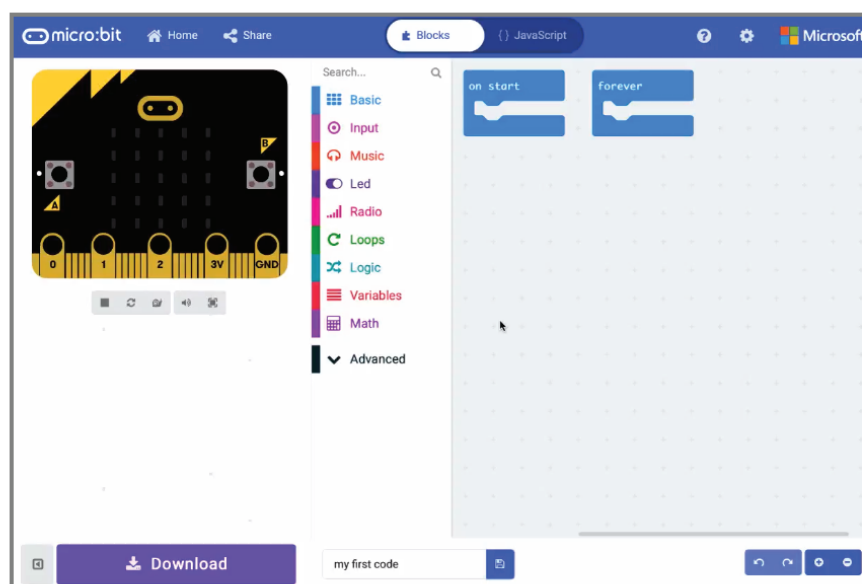 micro:bit Home Share Blocks {} JavaScript ? Microsoft
Search...
Basic
Input
Music
Led
Radio
Loops
Logic
Variables
Math
Advanced
on start
forever
B
A
0 1 2 3V GND
Download
my first code